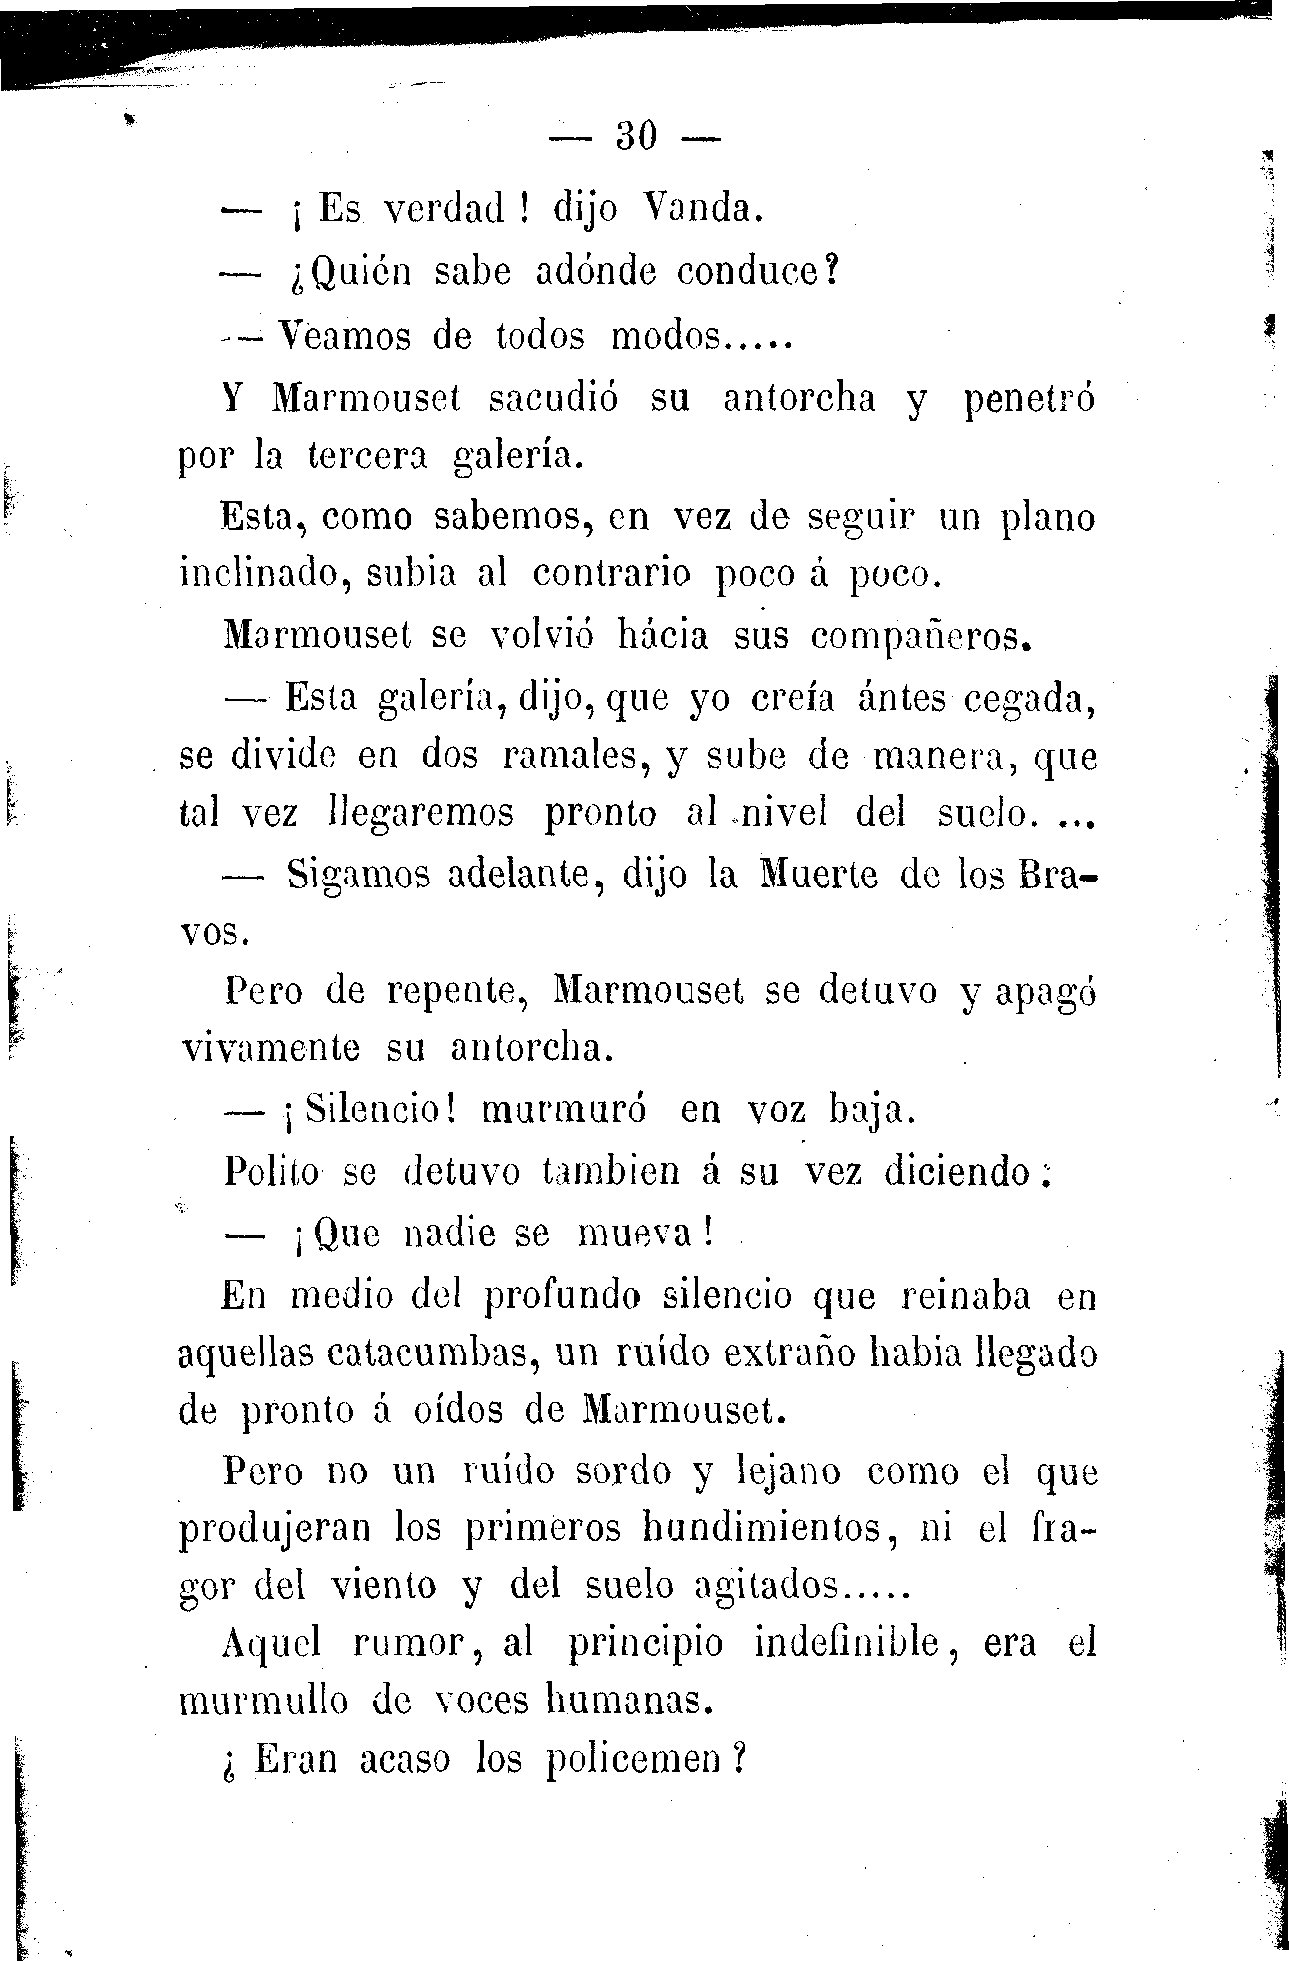 — 30 —
— ¡ Es verdad ! dijo Vanda.
— ¿Quién sabe adónde conduce?
— Veamos de todos modos.....
Y Marmouset sacudió su antorcha y penetró
por la tercera galería.
Esta, como sabemos, en vez de seguir un plano
inclinado, subia al contrario poco á poco.
Marmouset se volvió hácia sus compañeros.
— Esta galería, dijo, que yo creía ántes cegada,
se divide en dos ramales, y sube de manera, que
tal vez llegaremos pronto al nivel del suelo. ...
— Sigamos adelante, dijo la Muerte de los Bra-
vos.
Pero de repente, Marmouset se detuvo y apagó
vivamente su antorcha.
— ¡Silencio! murmuró en voz baja.
Polito se detuvo tambien á su vez diciendo :
— ¡Que nadie se mueva !
En medio del profundo silencio que reinaba en
aquellas catacumbas, un ruído extraño habia llegado
de pronto á oídos de Marmouset.
Pero no un ruído sordo y lejano como el que
produjeran los primeros hundimientos, ni el fra-
gor del viento y del suelo agitados.....
Aquel rumor, al principio indefinible, era el
murmullo de voces humanas.
¿ Eran acaso los policemen ?